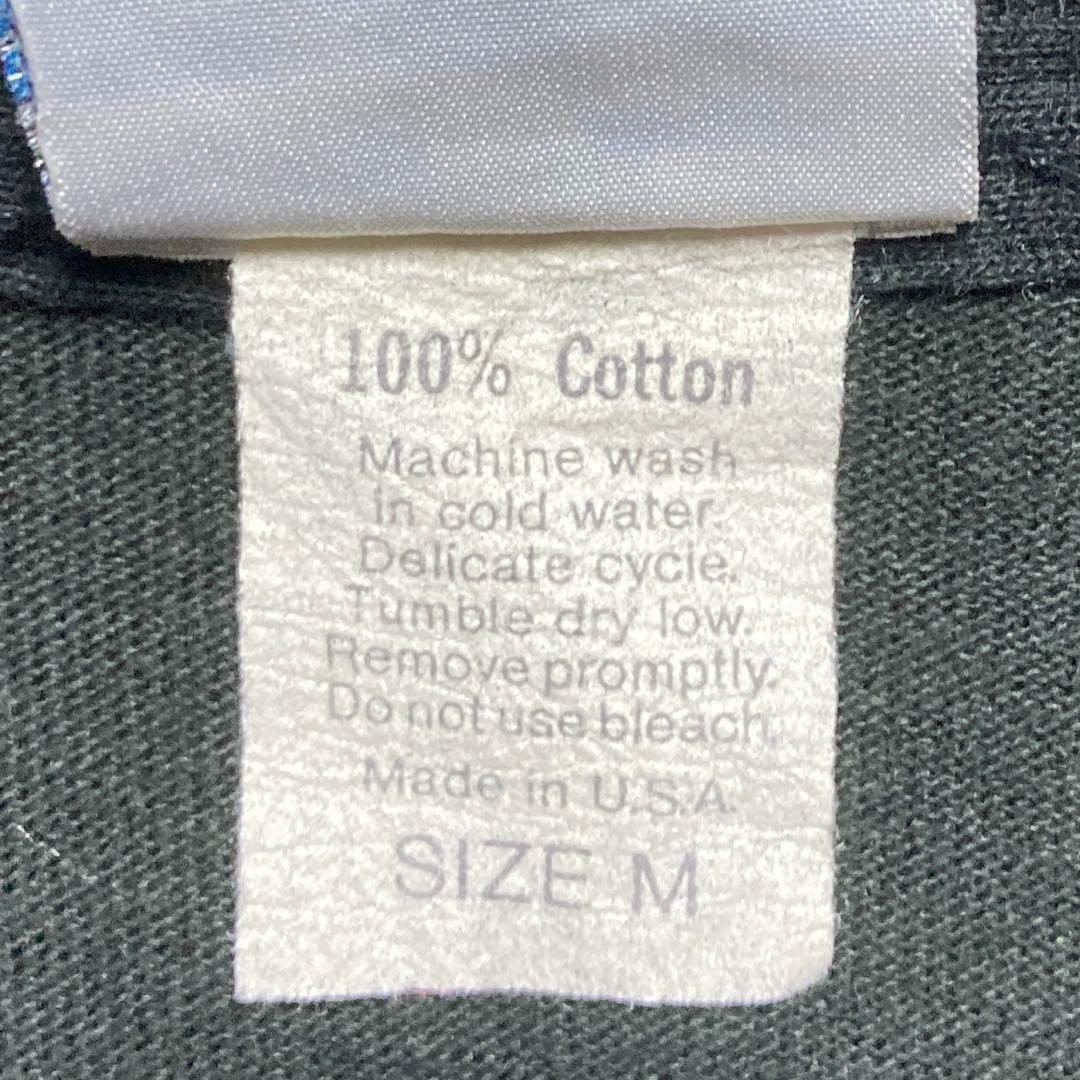 100% Cotton
Machine wash
in cold water.
Delicate cycle.
Tumble dry low.
Remove promptly.
Do not use bleach.
Made in U.S.A.
SIZE M